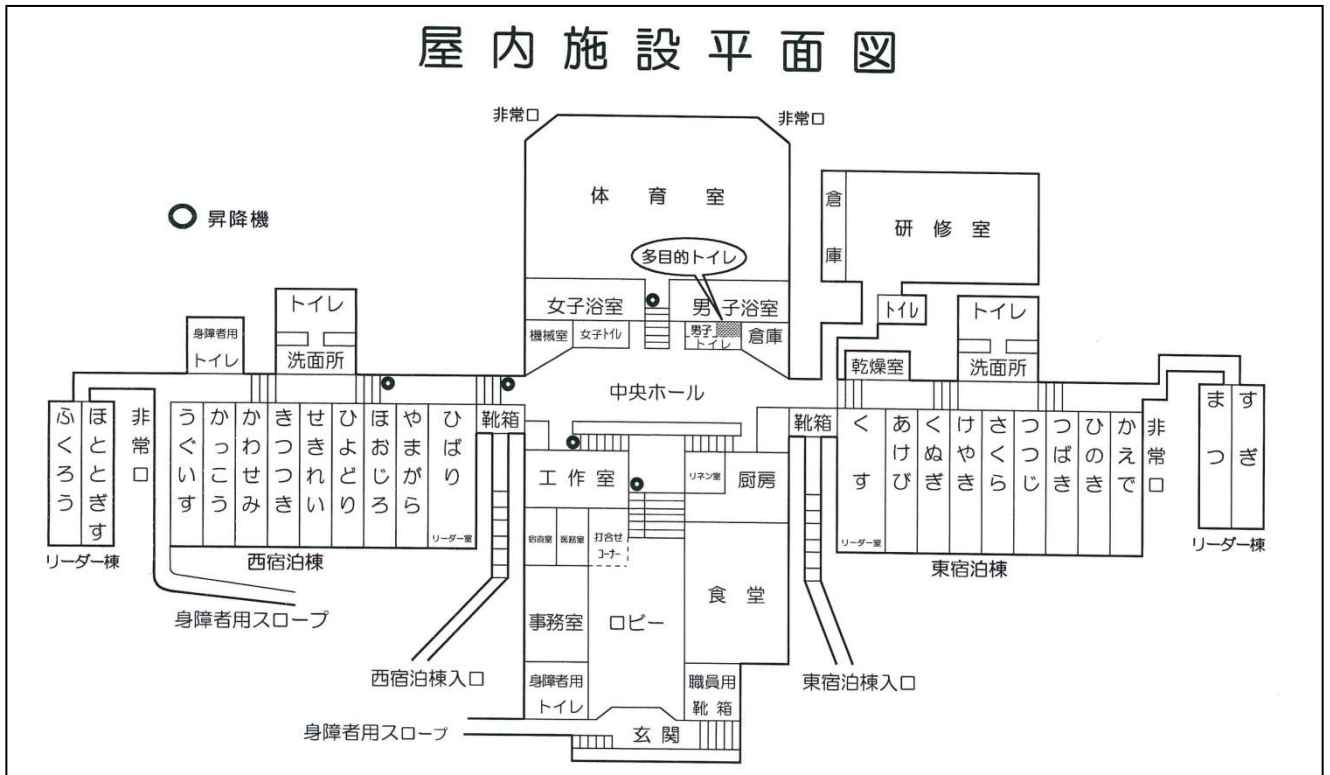 屋内施設平面図
非常口
非常口
体育室
倉庫
研修室
昇降機
多目的トイレ
女子浴室
男子浴室
トイレ
トイレ
トイレ
身障者用
トイレ
洗面所
機械室
女子トイレ
男子
トイレ
倉庫
乾燥室
洗面所
中央ホール
ふくろう
ほととぎす
非常口
うぐいす
かっこう
かわせみ
きつつき
せきれい
ひよどり
ほおじろ
やまがら
ひばり
リーダー室
靴箱
靴箱
くす
リーダー室
あけび
くぬぎ
けやき
さくら
つつじ
つばき
ひのき
かえで
非常口
まつ
すぎ
工作室
リネン室
厨房
宿直室
医務室
打合せ
コーナー
リーダー棟
西宿泊棟
東宿泊棟
リーダー棟
食堂
身障者用スロープ
事務室
ロビー
西宿泊棟入口
東宿泊棟入口
身障者用
トイレ
職員用
靴箱
身障者用スロープ
玄関